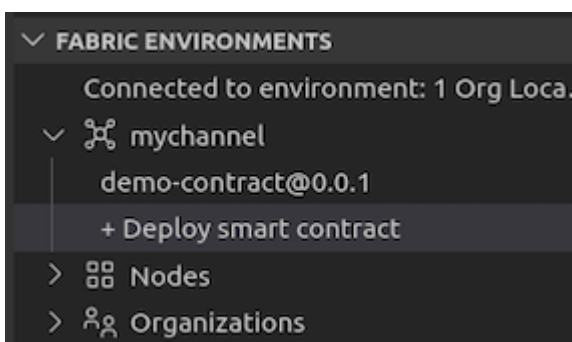 FABRIC ENVIRONMENTS
Connected to environment: 1 Org Loca.
mychannel
demo-contract@0.0.1
+ Deploy smart contract
Nodes
Organizations